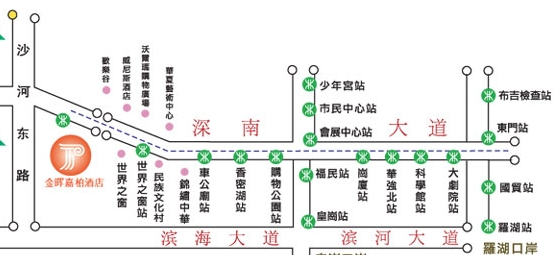 沙河东路
歡樂谷
威尼斯酒店
沃爾瑪購物廣場
華夏藝術中心
深南大道
少年宮站
市民中心站
會展中心站
布吉檢查站
東門站
金暉嘉柏酒店
世界之窗
世界之窗站
民族文化村
錦繡中華
車公廟站
香密湖站
購物公園站
福民站
皇崗站
崗廈站
華強北站
科學館站
大劇院站
國貿站
羅湖站
滨海大道
滨河大道
羅湖口岸